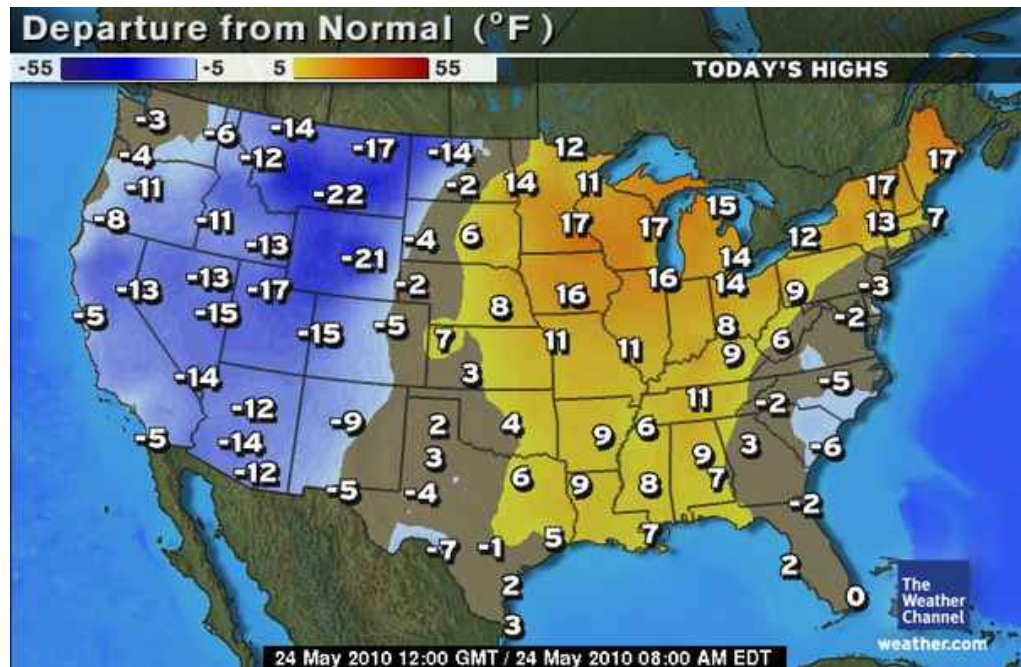 Departure from Normal (°F)
-55 -5 5 55 TODAY'S HIGHS
-3 -6 -14 -17 -14 12
-4 -12 -22 -2 14 11 17 17
-11 15
-8 -11 -13 -4 6 17 17 12 13 7
-21 14
-13 -13 -17 -2 16 16 14 9 -3
-5 -15 -15 -5 8 8 -2
7 11 11 9 6
-14 3 -5
-12 -9 2 4 11 -2
-5 -14 3 9 6 9 3 -6
-12 -5 -4 6 9 8 7 -2
-7 -1 5 7
2 2 0
3
The
Weather
Channel
weather.com
24 May 2010 12:00 GMT / 24 May 2010 08:00 AM EDT